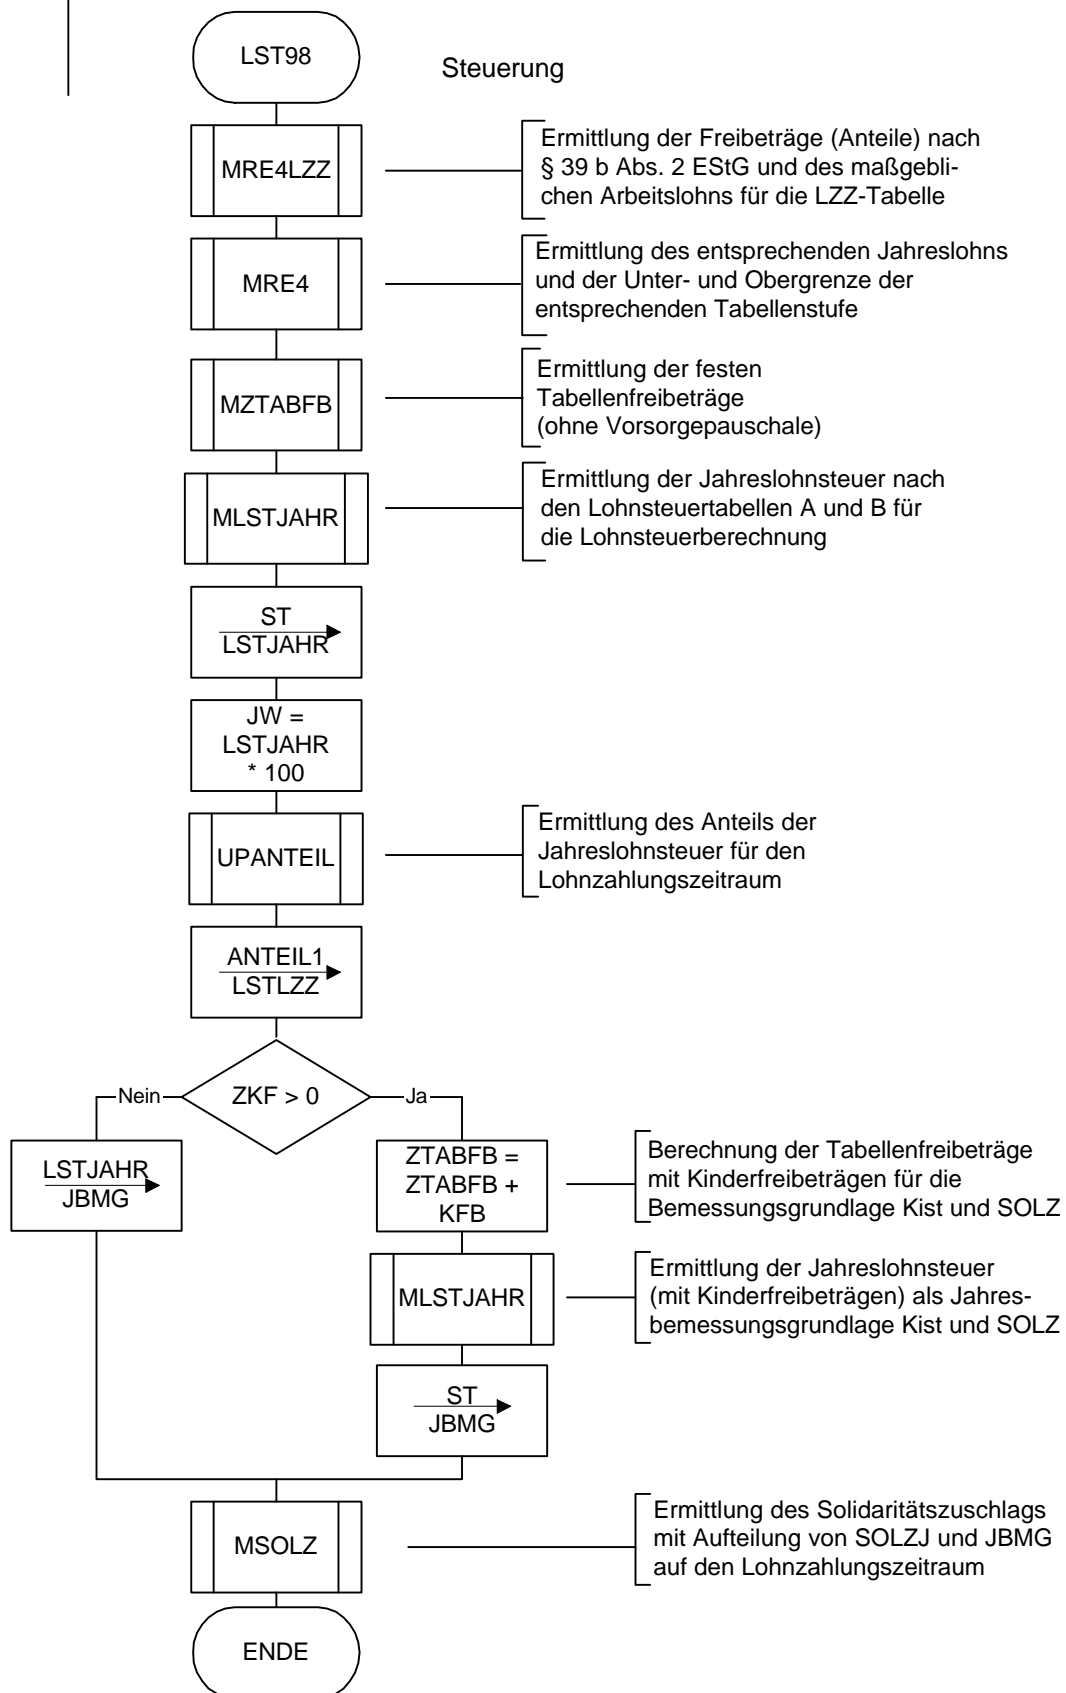 LST98
Steuerung
MRE4LZZ
Ermittlung der Freibeträge (Anteile) nach
§ 39 b Abs. 2 EStG und des maßgebli-
chen Arbeitslohns für die LZZ-Tabelle
MRE4
Ermittlung des entsprechenden Jahreslohns
und der Unter- und Obergrenze der
entsprechenden Tabellenstufe
MZTABFB
Ermittlung der festen
Tabellenfreibeträge
(ohne Vorsorgepauschale)
MLSTJAHR
Ermittlung der Jahreslohnsteuer nach
den Lohnsteuertabellen A und B für
die Lohnsteuerberechnung
ST
LSTJAHR
JW =
LSTJAHR
* 100
UPANTEIL
Ermittlung des Anteils der
Jahreslohnsteuer für den
Lohnzahlungszeitraum
ANTEIL1
LSTLZZ
Nein
ZKF > 0
Ja
LSTJAHR
JBMG
ZTABFB =
ZTABFB +
KFB
Berechnung der Tabellenfreibeträge
mit Kinderfreibeträgen für die
Bemessungsgrundlage Kist und SOLZ
MLSTJAHR
Ermittlung der Jahreslohnsteuer
(mit Kinderfreibeträgen) als Jahres-
bemessungsgrundlage Kist und SOLZ
ST
JBMG
MSOLZ
Ermittlung des Solidaritätszuschlags
mit Aufteilung von SOLZJ und JBMG
auf den Lohnzahlungszeitraum
ENDE